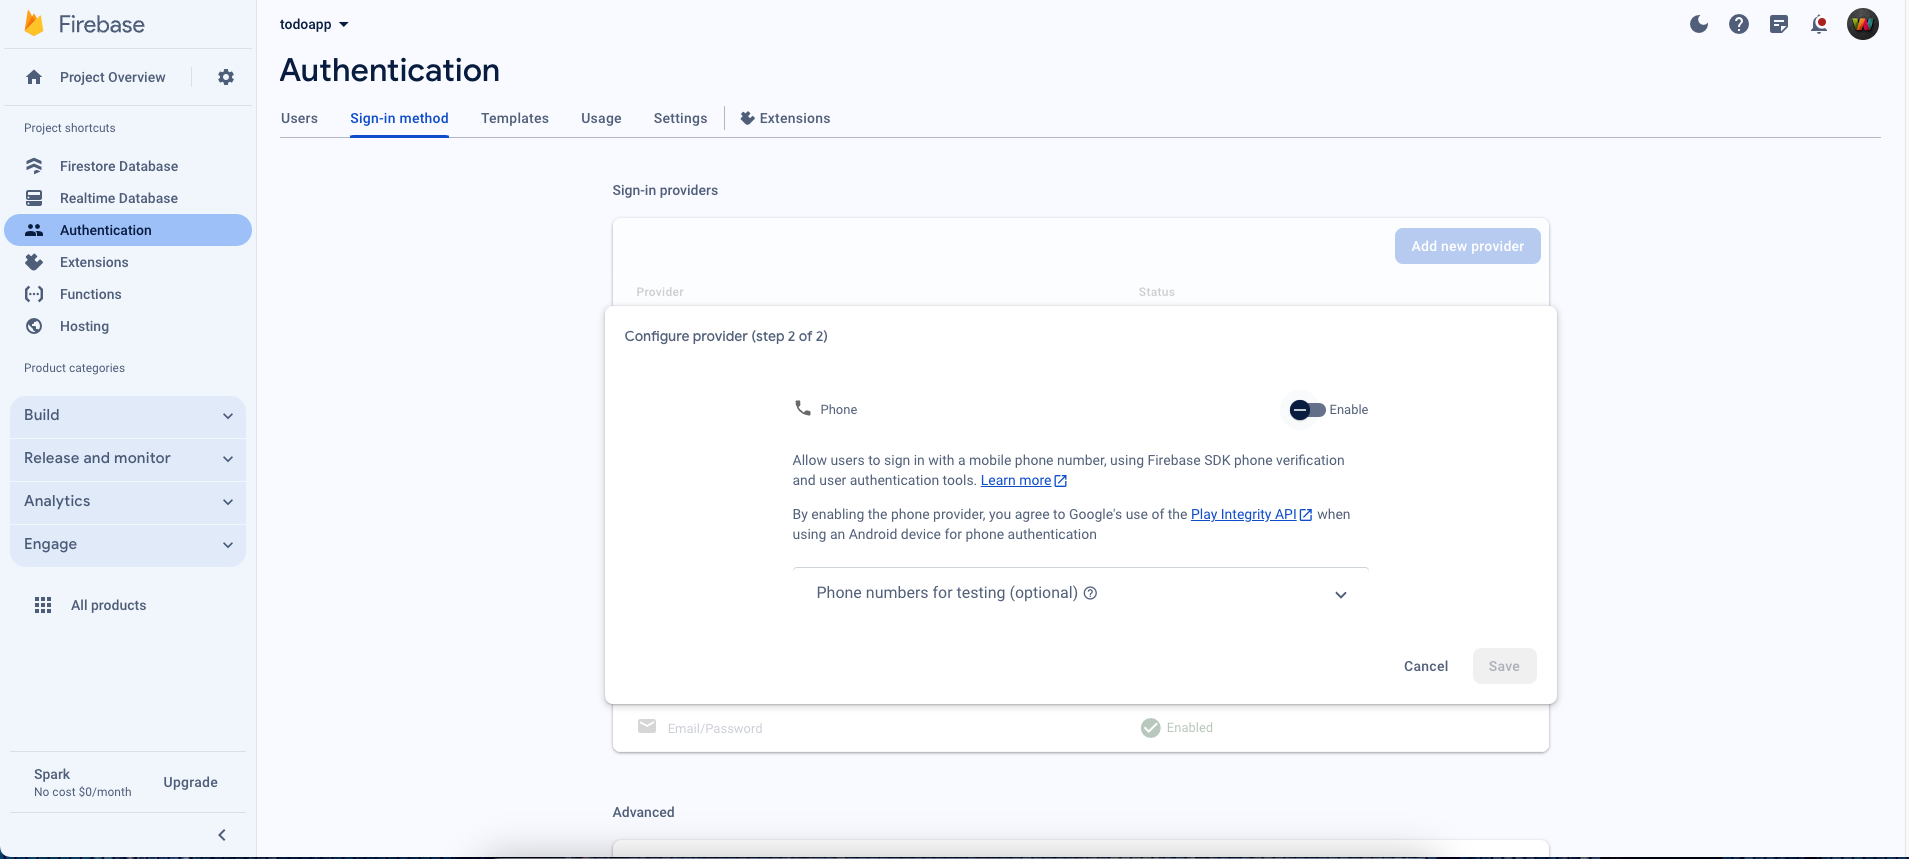 Firebase
Project Overview
Project shortcuts
Firestore Database
Realtime Database
Authentication
Extensions
Functions
Hosting
Product categories
Build
Release and monitor
Analytics
Engage
All products
Spark
No cost $0/month
Upgrade
todoapp
Authentication
Users Sign-in method Templates Usage Settings Extensions
Sign-in providers
Add new provider
Provider Status
Configure provider (step 2 of 2)
Phone Enable
Allow users to sign in with a mobile phone number, using Firebase SDK phone verification
and user authentication tools. Learn more
By enabling the phone provider, you agree to Google's use of the Play Integrity API when
using an Android device for phone authentication
Phone numbers for testing (optional)
Cancel Save
Email/Password Enabled
Advanced